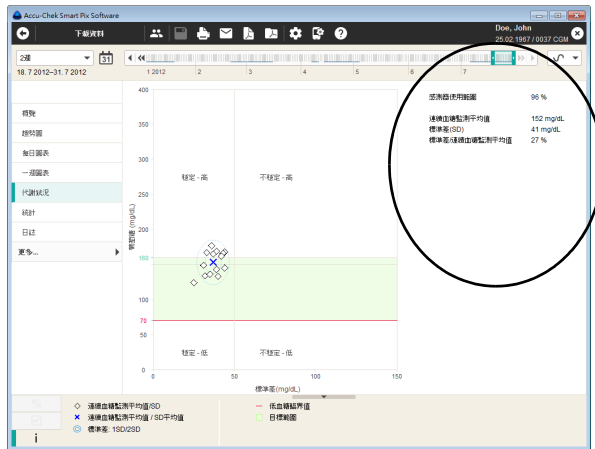 Accu-Chek Smart Pix Software
下載資料
Doe, John
25.02.1967 / 0037 CGM
2週
31
18. 7 2012–31. 7 2012
1 2012 2 3 4 5 6 7
概覽
趨勢圖
每日圖表
一週圖表
代謝狀況
統計
日誌
更多...
400
350
300
250
200
160
100
70
50
0
血糖值 (mg/dL)
穩定 - 高
不穩定 - 高
穩定 - 低
不穩定 - 低
0 50 100 150
標準差(mg/dL)
感測器使用範圍 96 %
連續血糖監測平均值 152 mg/dL
標準差(SD) 41 mg/dL
標準差/連續血糖監測平均值 27 %
連續血糖監測平均值/SD
連續血糖監測平均值 / SD平均值
標準差: 1SD/2SD
低血糖臨界值
目標範圍
i